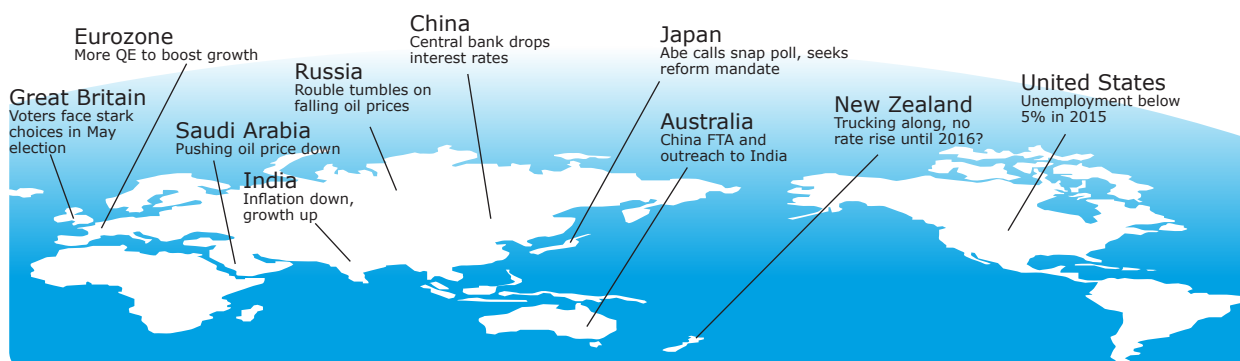 Eurozone
More QE to boost growth
Great Britain
Voters face stark
choices in May
election
Saudi Arabia
Pushing oil price down
Russia
Rouble tumbles on
falling oil prices
India
Inflation down,
growth up
China
Central bank drops
interest rates
Japan
Abe calls snap poll, seeks
reform mandate
Australia
China FTA and
outreach to India
New Zealand
Trucking along, no
rate rise until 2016?
United States
Unemployment below
5% in 2015